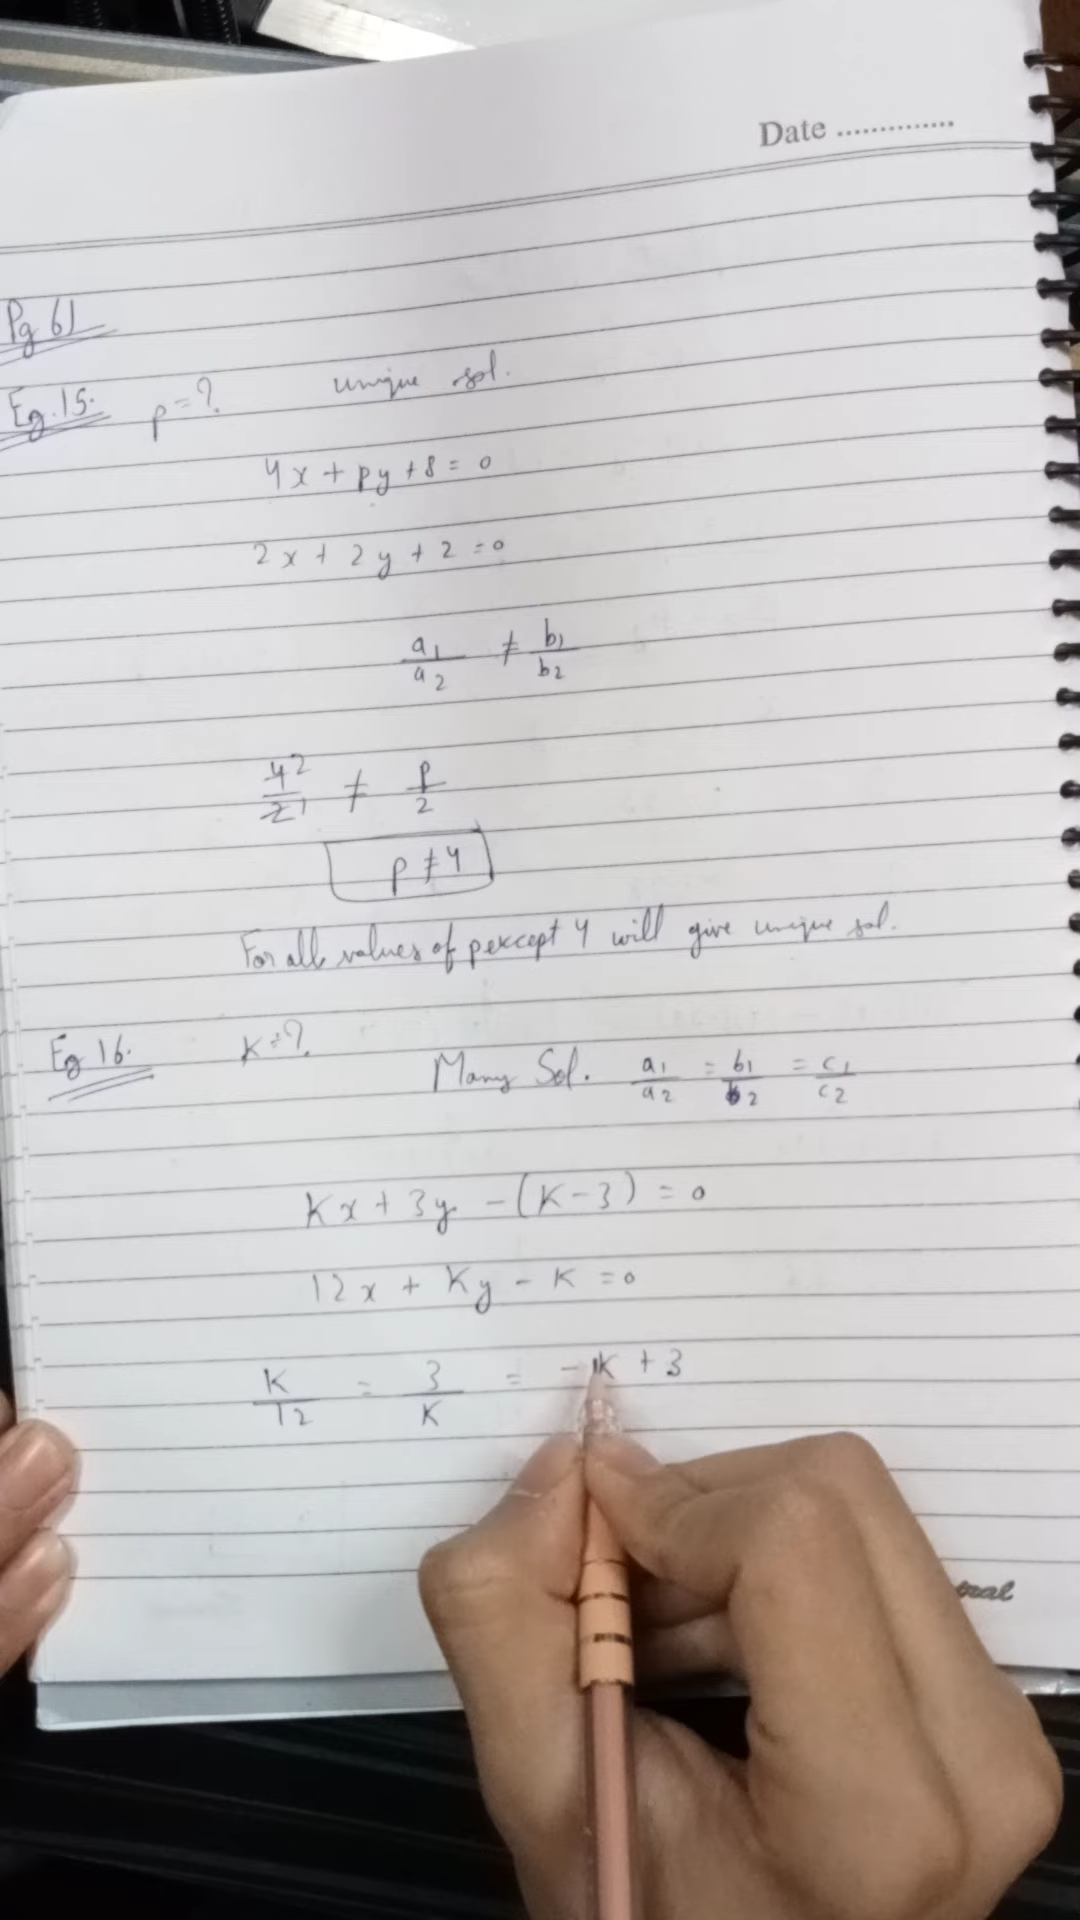 Date ..............
Pg 61
Eg.15. p=? unique sol.
4x + py + 8 = 0
2x + 2y + 2 = 0
a1/a2 ≠ b1/b2
4²/2¹ ≠ p/2
p ≠ 4
For all values of p except 4 will give unique sol.
Eg 16. K=? Many Sol. a1/a2 = b1/b2 = c1/c2
Kx + 3y - (K-3) = 0
12x + Ky - K = 0
K/12 = 3/K = -K + 3